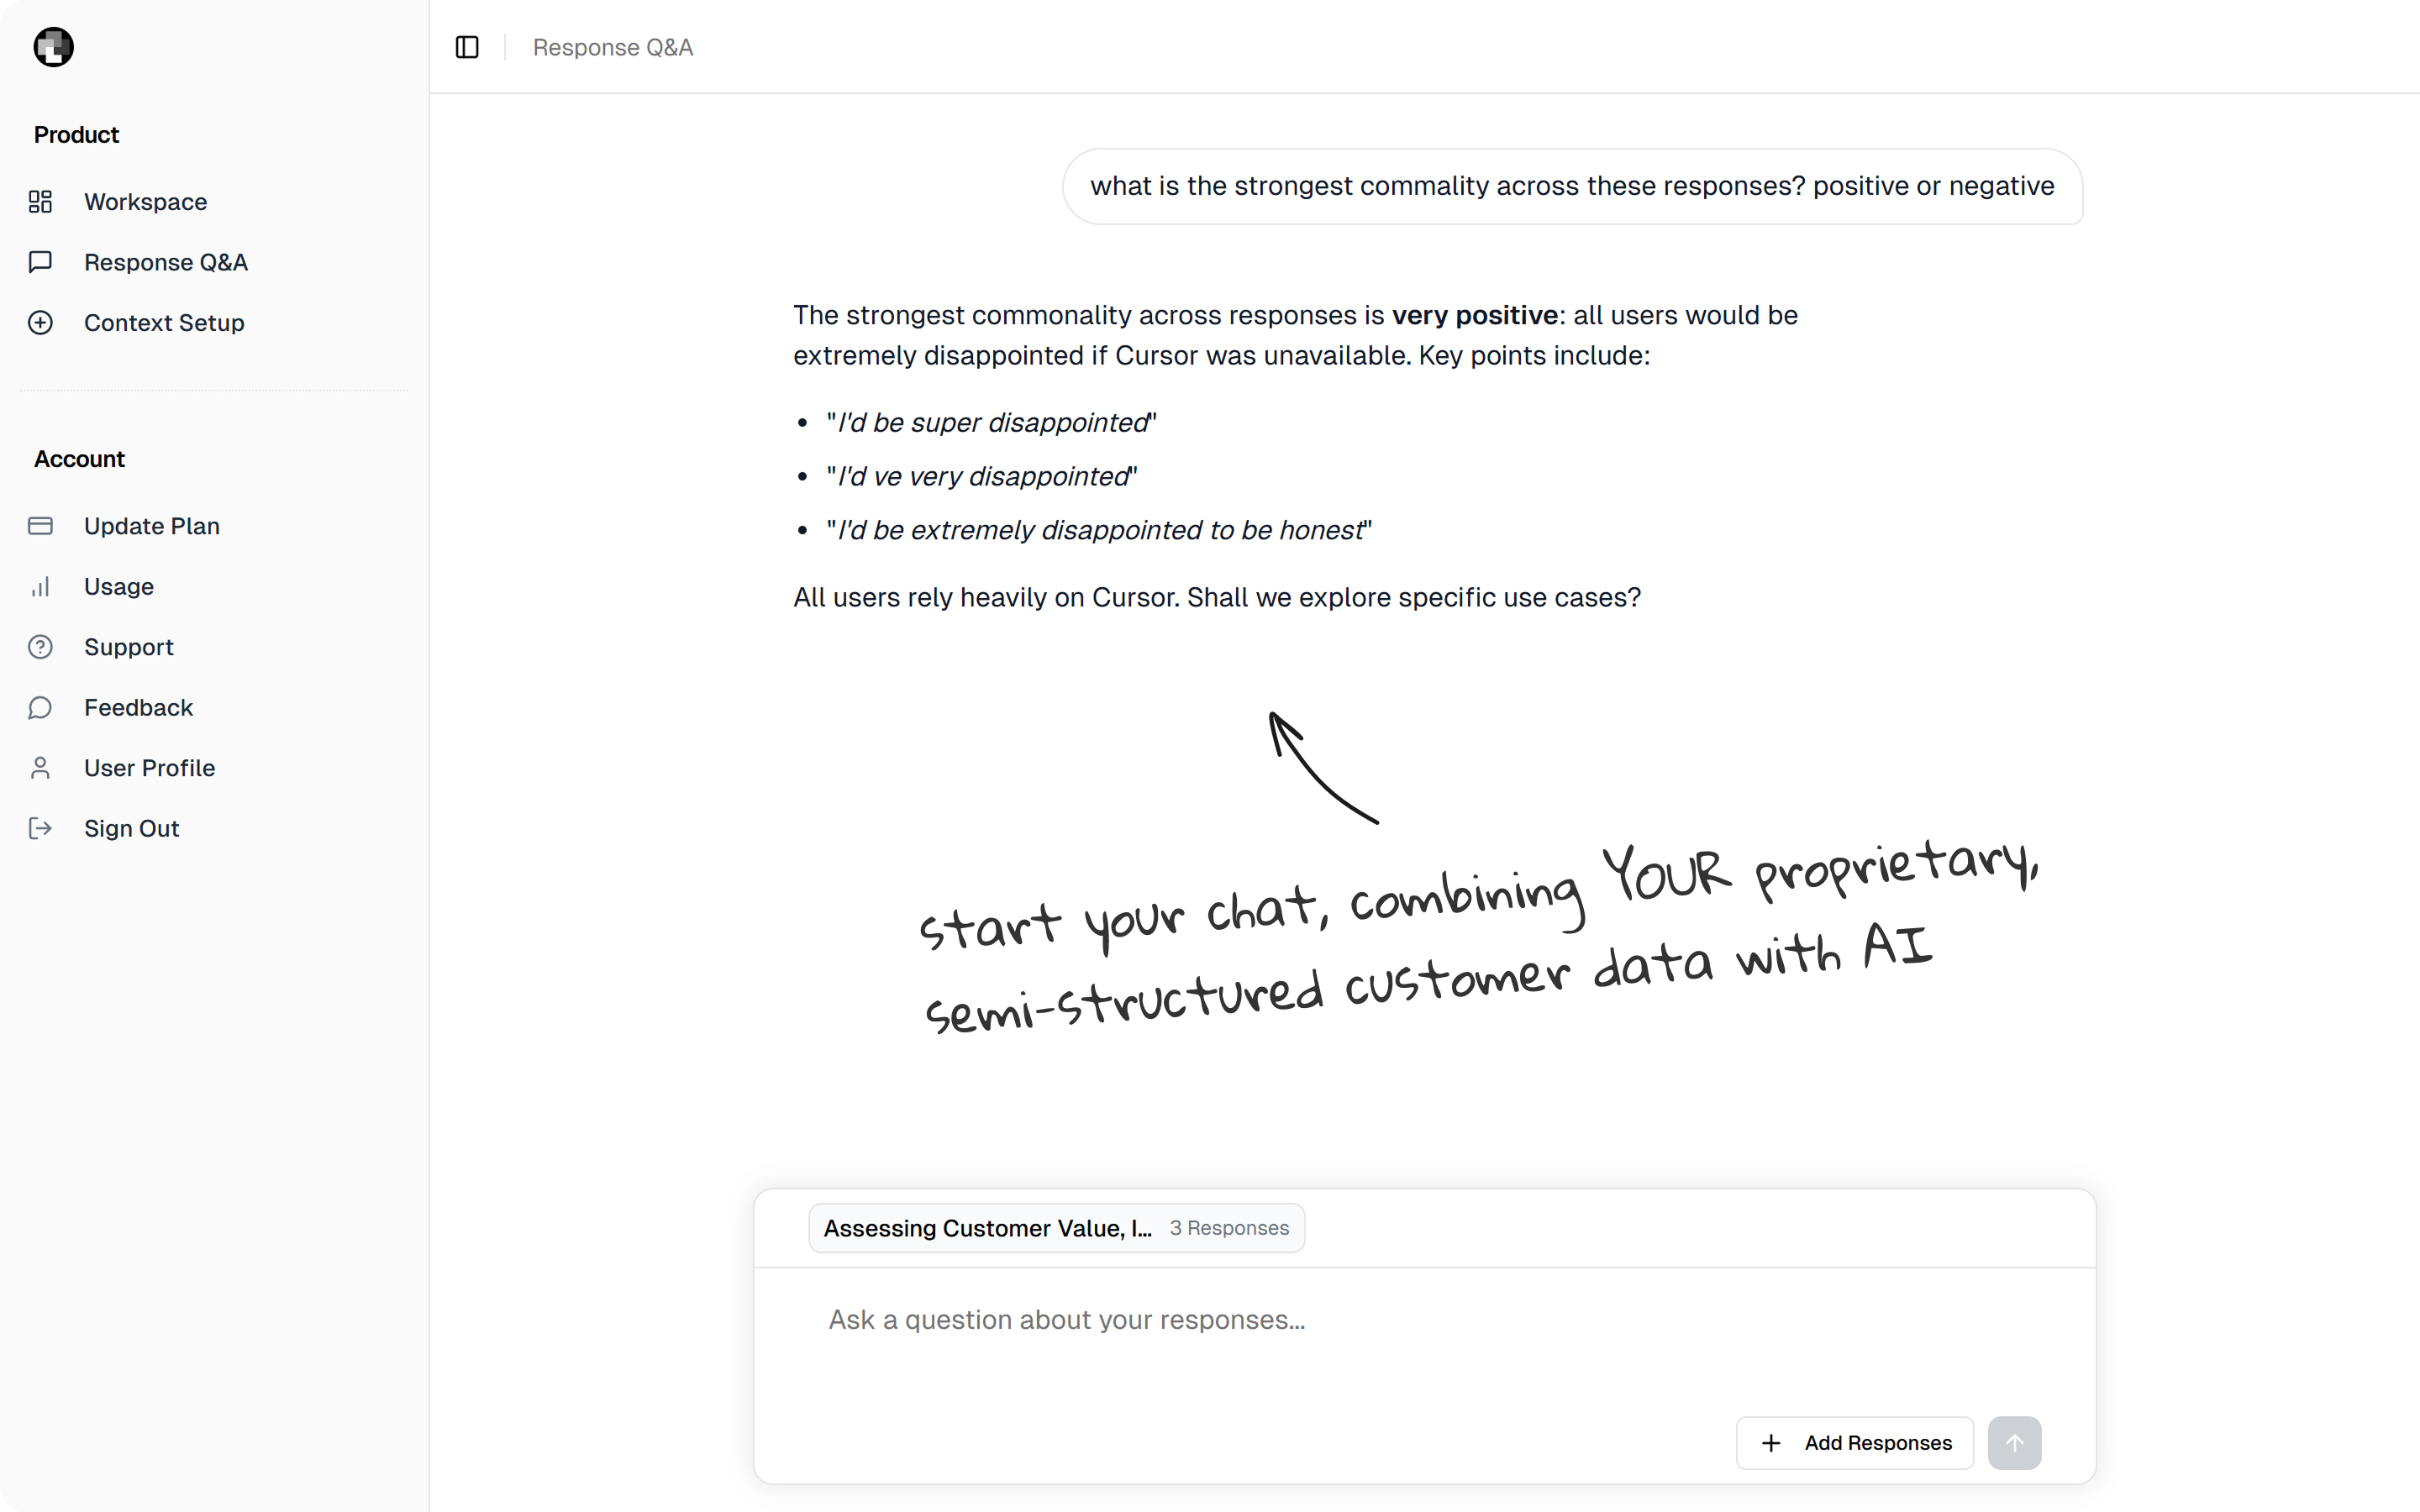 Product
Workspace
Response Q&A
Context Setup
Account
Update Plan
Usage
Support
Feedback
User Profile
Sign Out
Response Q&A
what is the strongest commality across these responses? positive or negative
The strongest commonality across responses is very positive: all users would be
extremely disappointed if Cursor was unavailable. Key points include:
• "I'd be super disappointed"
• "I'd ve very disappointed"
• "I'd be extremely disappointed to be honest"
All users rely heavily on Cursor. Shall we explore specific use cases?
start your chat, combining YOUR proprietary,
semi-structured customer data with AI
Assessing Customer Value, I... 3 Responses
Ask a question about your responses...
Add Responses